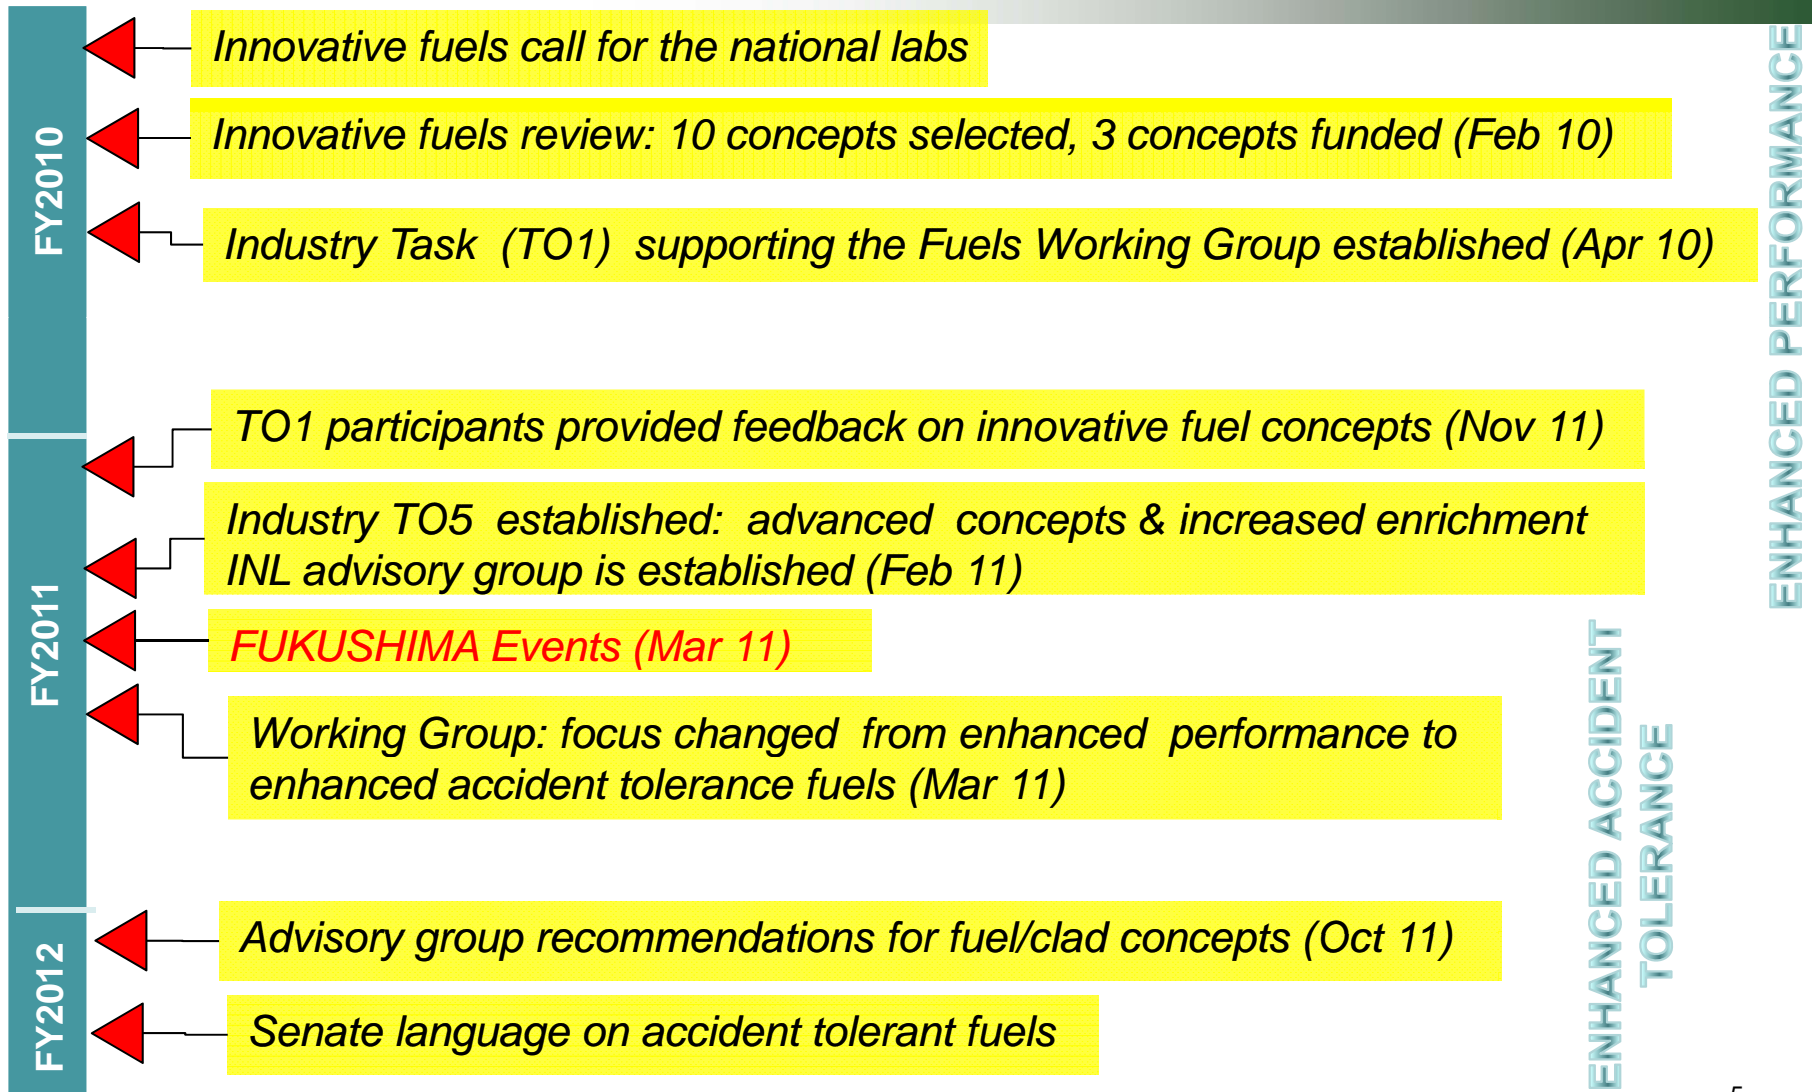 FY2010
Innovative fuels call for the national labs
Innovative fuels review: 10 concepts selected, 3 concepts funded (Feb 10)
Industry Task (TO1) supporting the Fuels Working Group established (Apr 10)
ENHANCED PERFORMANCE
FY2011
TO1 participants provided feedback on innovative fuel concepts (Nov 11)
Industry TO5 established: advanced concepts & increased enrichment
INL advisory group is established (Feb 11)
FUKUSHIMA Events (Mar 11)
Working Group: focus changed from enhanced performance to
enhanced accident tolerance fuels (Mar 11)
ENHANCED ACCIDENT
TOLERANCE
FY2012
Advisory group recommendations for fuel/clad concepts (Oct 11)
Senate language on accident tolerant fuels